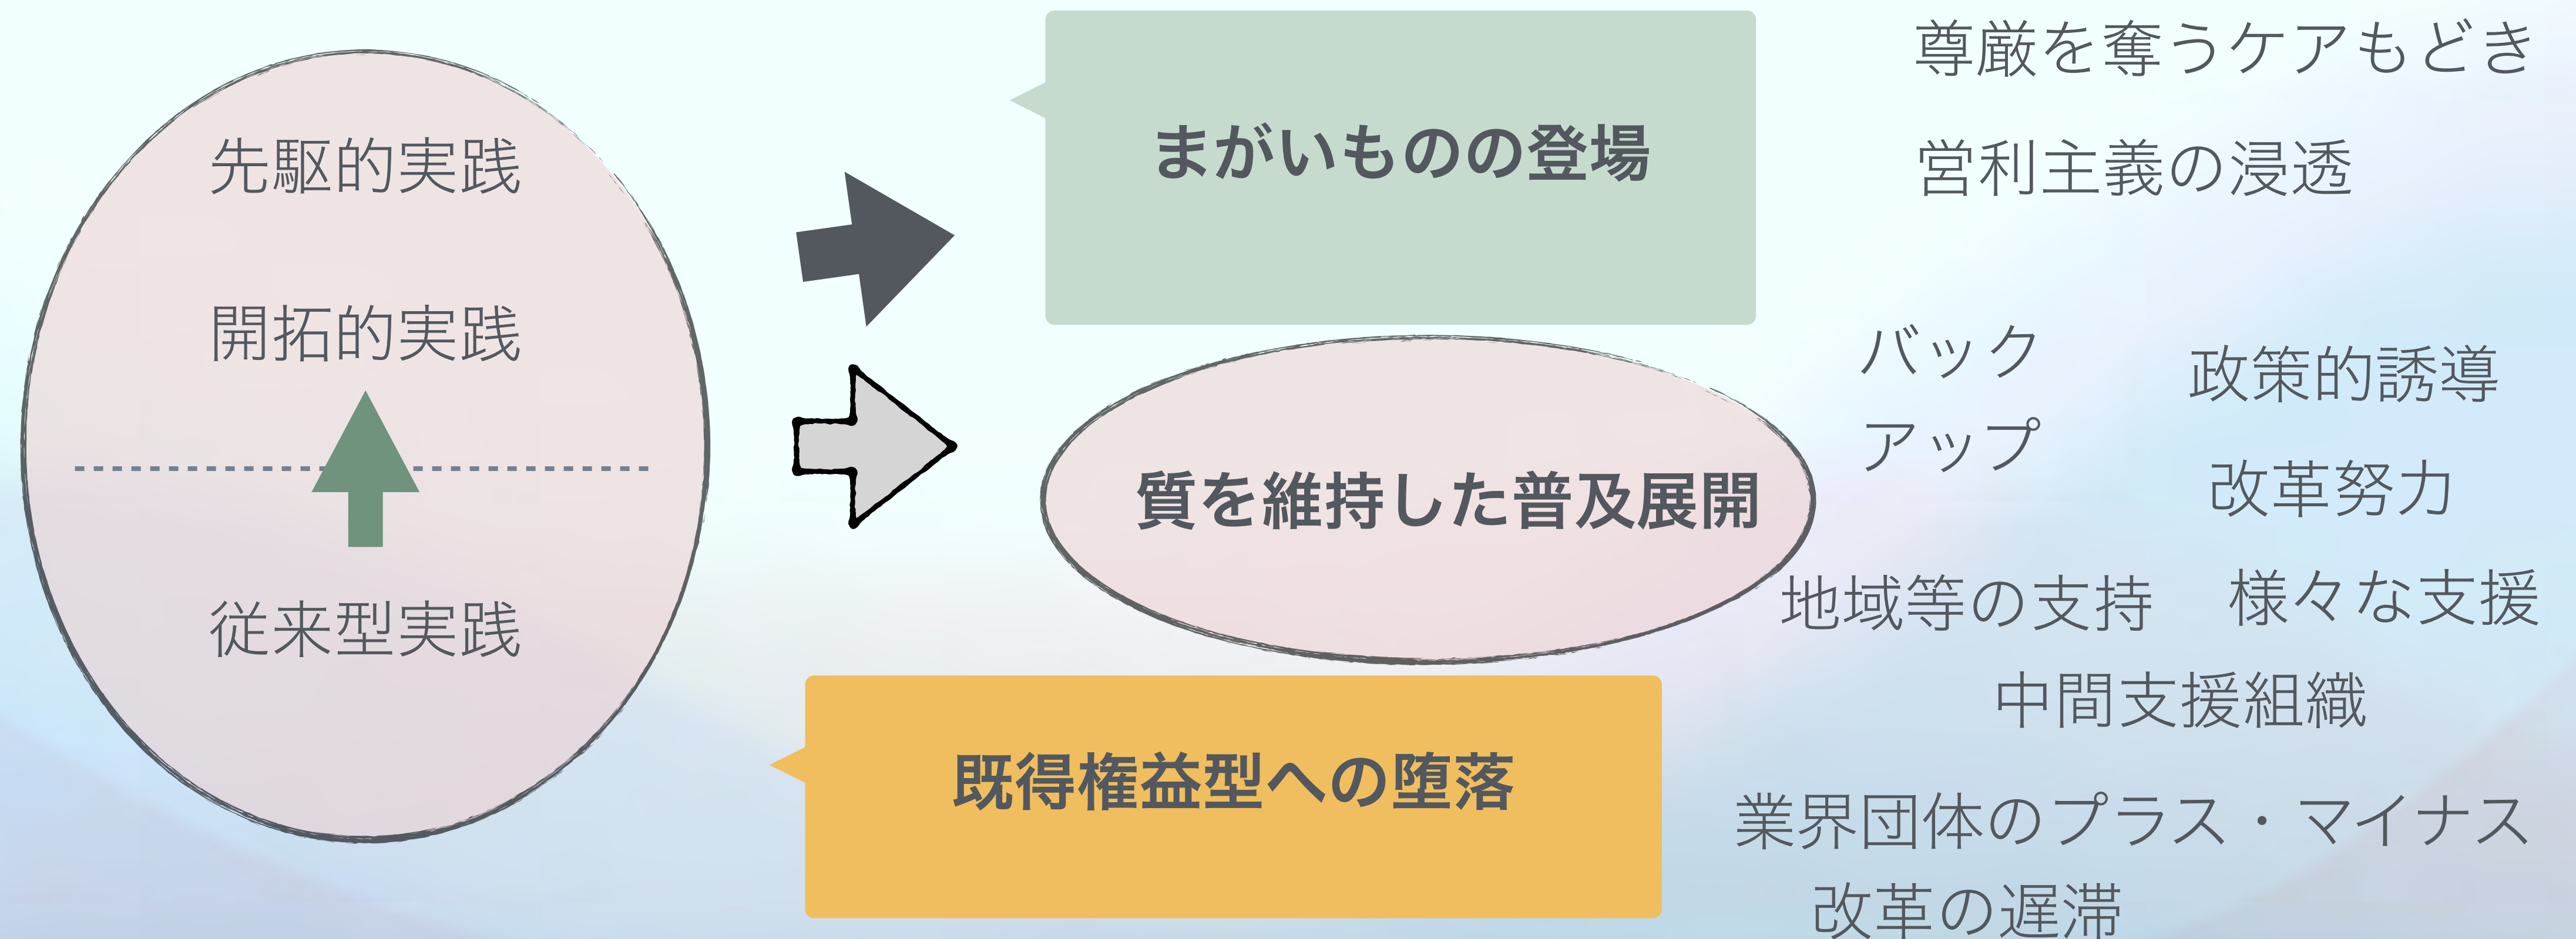 先駆的実践
開拓的実践
従来型実践
まがいものの登場
質を維持した普及展開
既得権益型への堕落
尊厳を奪うケアもどき
営利主義の浸透
バック
アップ
政策的誘導
改革努力
地域等の支持
様々な支援
中間支援組織
業界団体のプラス・マイナス
改革の遅滞